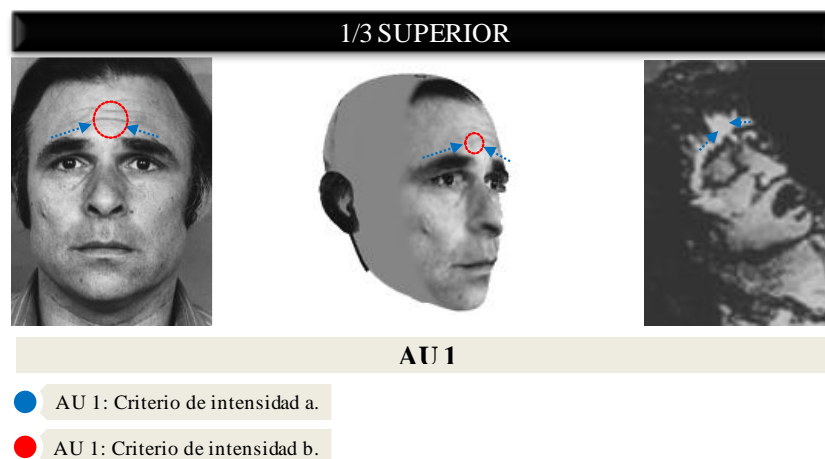 1/3 SUPERIOR
AU 1
AU 1: Criterio de intensidad a.
AU 1: Criterio de intensidad b.